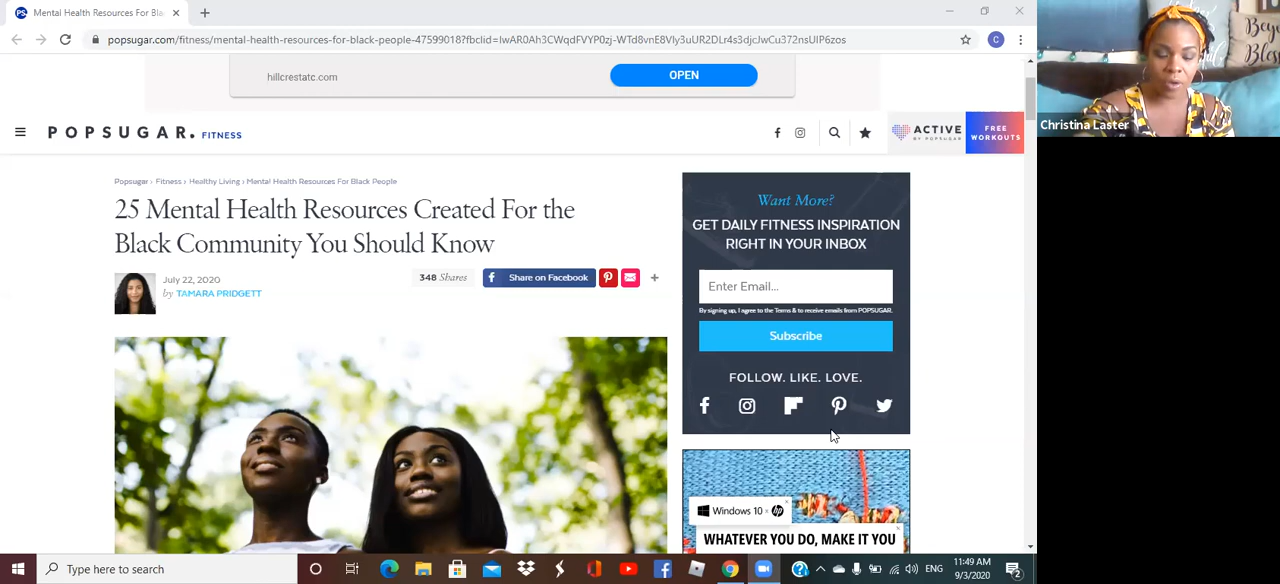 Mental Health Resources For Bla
popsugar.com/fitness/mental-health-resources-for-black-people-47599018?fbclid=IwAR0Ah3CWqdFVYP0zj-WTd8vnE8Vly3uUR2DLr4s3djcJwCu372nsUIP6zos
C
hillcrestatc.com
OPEN
POPSUGAR. FITNESS
ACTIVE
BY POPSUGAR
FREE
WORKOUTS
Popsugar › Fitness › Healthy Living › Mental Health Resources For Black People
25 Mental Health Resources Created For the
Black Community You Should Know
July 22, 2020
by TAMARA PRIDGETT
348 Shares
Share on Facebook
Want More?
GET DAILY FITNESS INSPIRATION
RIGHT IN YOUR INBOX
Enter Email...
By signing up, I agree to the Terms & to receive emails from POPSUGAR.
Subscribe
FOLLOW. LIKE. LOVE.
Windows 10 × hp
WHATEVER YOU DO, MAKE IT YOU
Christina Laster
Type here to search
ENG
11:49 AM
9/3/2020
2